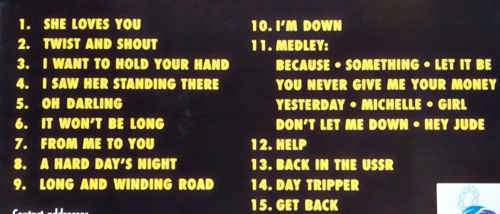 1. SHE LOVES YOU
2. TWIST AND SHOUT
3. I WANT TO HOLD YOUR HAND
4. I SAW HER STANDING THERE
5. OH DARLING
6. IT WON'T BE LONG
7. FROM ME TO YOU
8. A HARD DAY'S NIGHT
9. LONG AND WINDING ROAD
10. I'M DOWN
11. MEDLEY:
BECAUSE • SOMETHING • LET IT BE
YOU NEVER GIVE ME YOUR MONEY
YESTERDAY • MICHELLE • GIRL
DON'T LET ME DOWN • HEY JUDE
12. HELP
13. BACK IN THE USSR
14. DAY TRIPPER
15. GET BACK